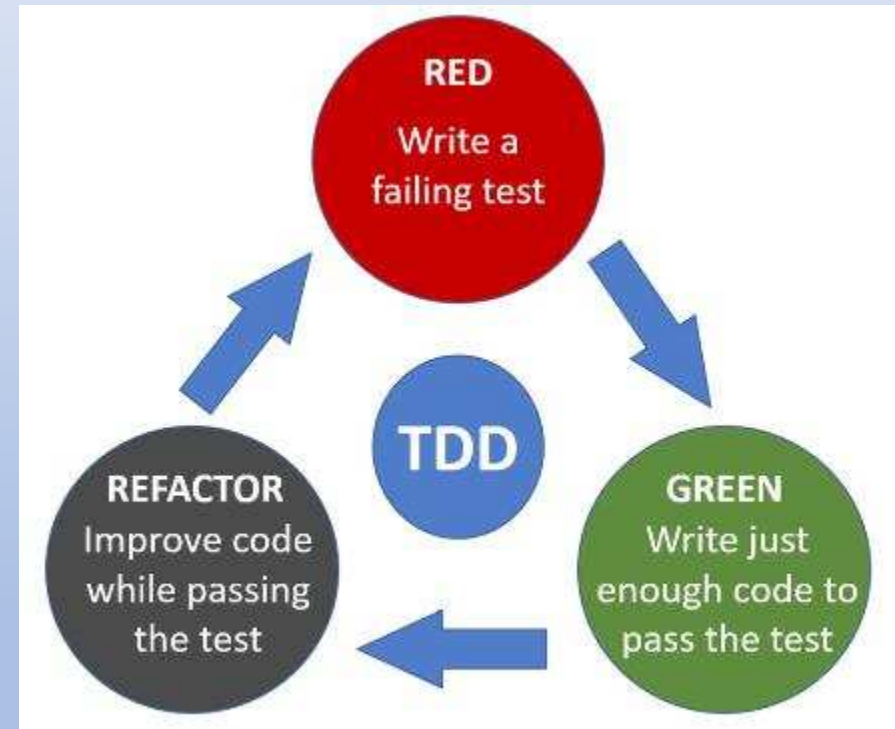 RED
Write a
failing test
TDD
REFACTOR
Improve code
while passing
the test
GREEN
Write just
enough code to
pass the test